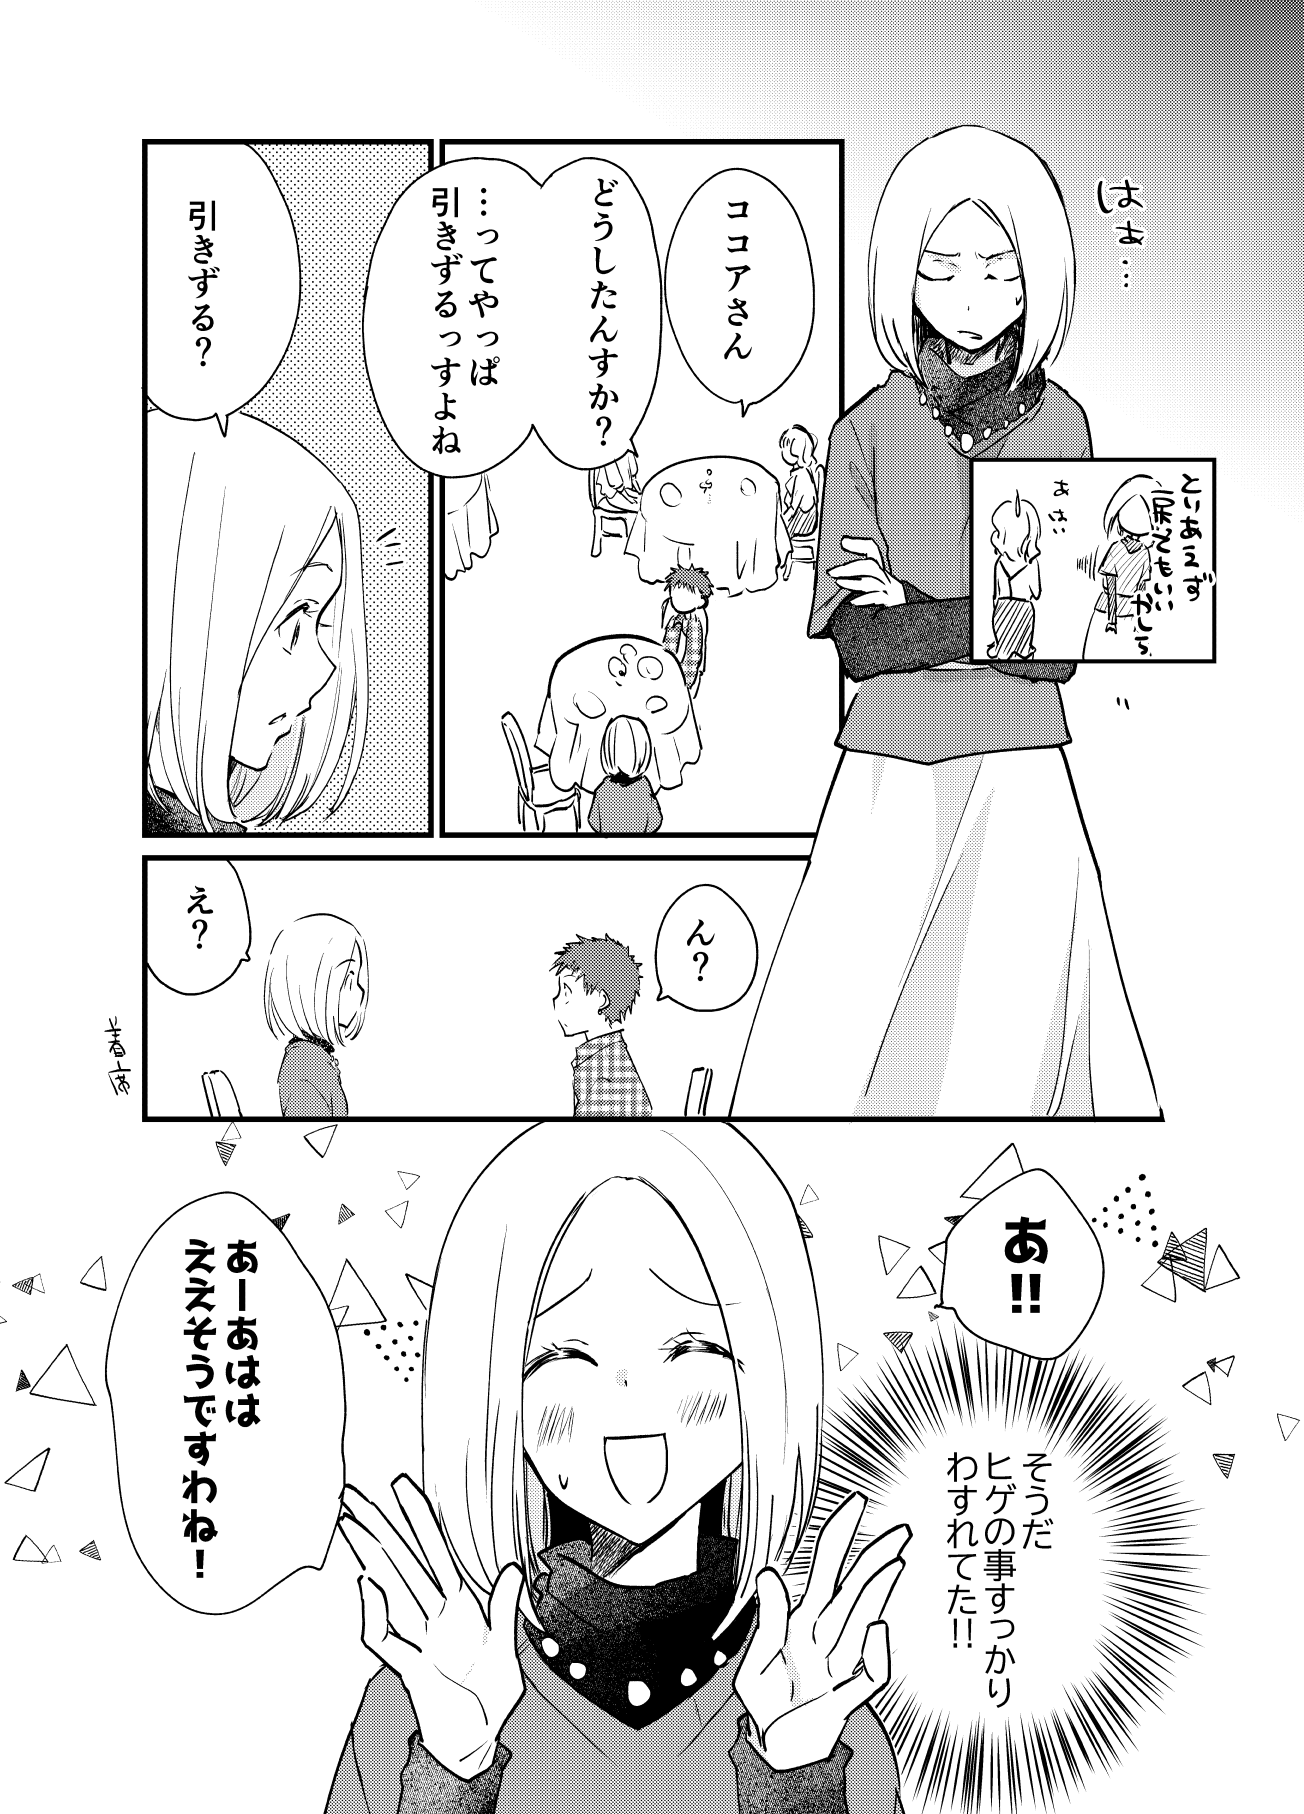 はぁ…
とりあえず
戻ってもいい
かしら
あ
はい
ココアさん
どうしたんすか?
…ってやっぱ
引きずるっすよね
引きずる?
ん?
え?
着席
あ!!
そうだ
ヒゲの事すっかり
わすれてた!!
あーあはは
ええそうですわね!